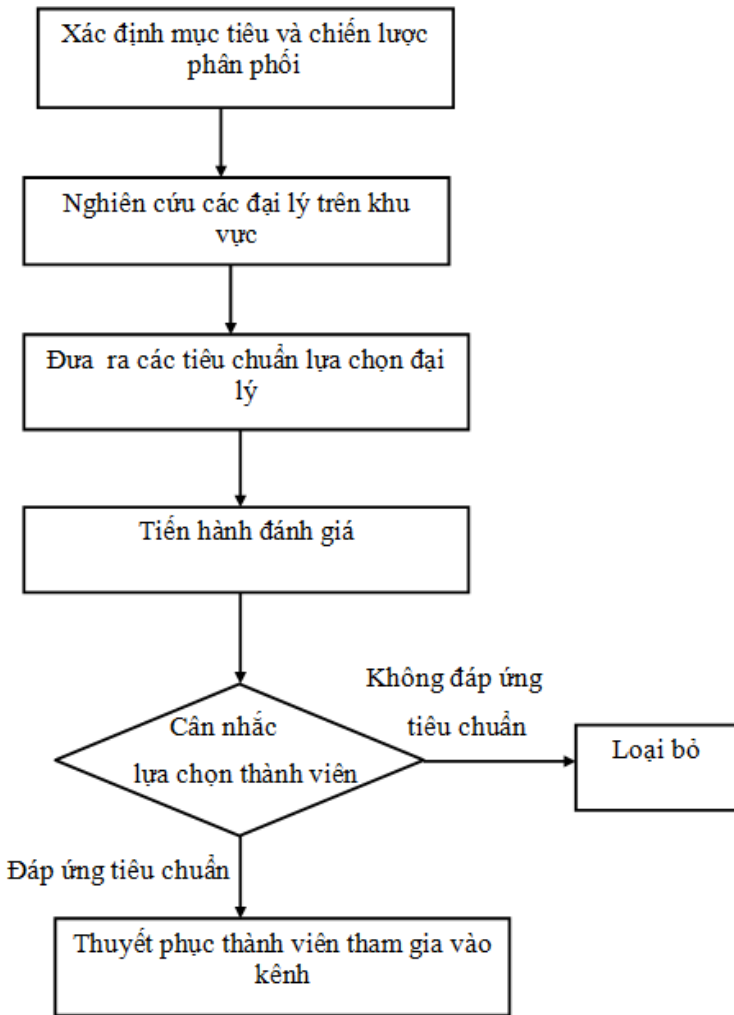 Xác định mục tiêu và chiến lược
phân phối
Nghiên cứu các đại lý trên khu
vực
Đưa ra các tiêu chuẩn lựa chọn đại
lý
Tiến hành đánh giá
Cân nhắc
lựa chọn thành viên
Không đáp ứng
tiêu chuẩn
Loại bỏ
Đáp ứng tiêu chuẩn
Thuyết phục thành viên tham gia vào
kênh